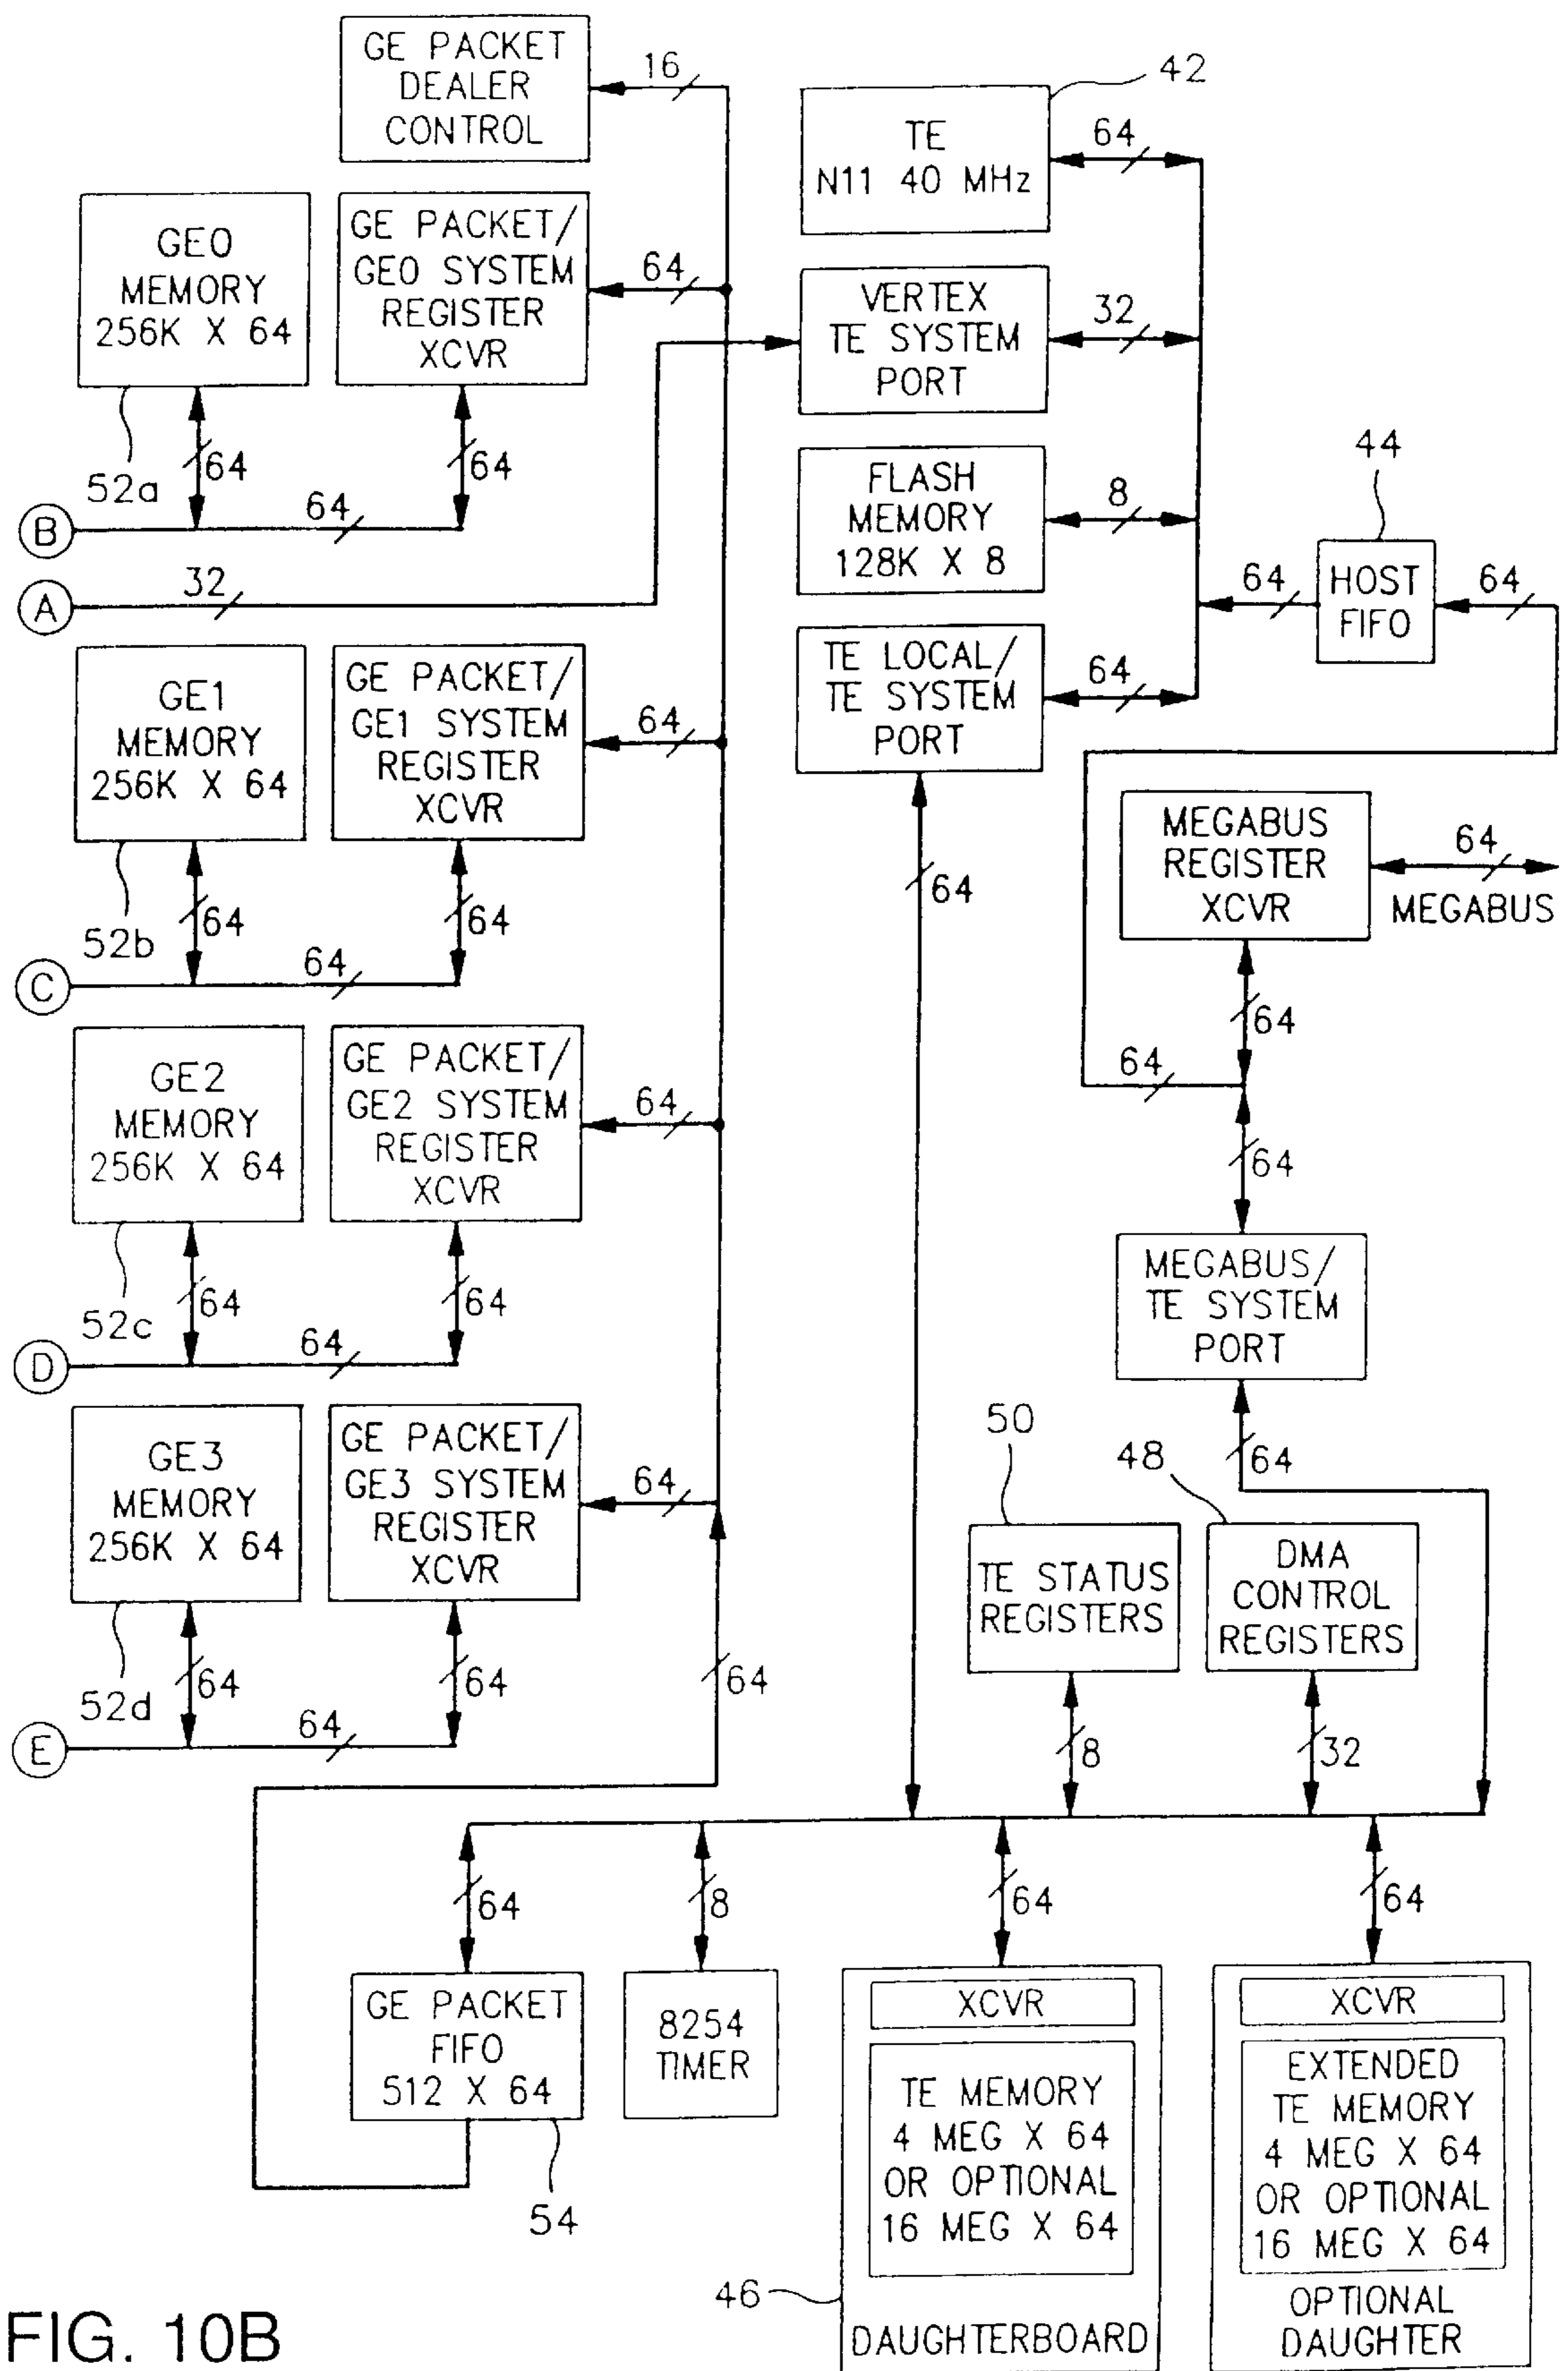 GE PACKET
DEALER
CONTROL
16
TE
N11 40 MHz
42
64
GE0
MEMORY
256K X 64
52a
64
GE PACKET/
GE0 SYSTEM
REGISTER
XCVR
64
64
64
B
VERTEX
TE SYSTEM
PORT
32
A
32
FLASH
MEMORY
128K X 8
8
44
HOST
FIFO
64
64
TE LOCAL/
TE SYSTEM
PORT
64
64
GE1
MEMORY
256K X 64
52b
64
GE PACKET/
GE1 SYSTEM
REGISTER
XCVR
64
64
64
C
MEGABUS
REGISTER
XCVR
64
MEGABUS
64
64
64
GE2
MEMORY
256K X 64
52c
64
GE PACKET/
GE2 SYSTEM
REGISTER
XCVR
64
64
64
D
MEGABUS/
TE SYSTEM
PORT
64
GE3
MEMORY
256K X 64
52d
64
GE PACKET/
GE3 SYSTEM
REGISTER
XCVR
64
64
64
E
64
50
TE STATUS
REGISTERS
8
48
DMA
CONTROL
REGISTERS
32
64
8
64
64
GE PACKET
FIFO
512 X 64
54
8254
TIMER
XCVR
TE MEMORY
4 MEG X 64
OR OPTIONAL
16 MEG X 64
46
DAUGHTERBOARD
XCVR
EXTENDED
TE MEMORY
4 MEG X 64
OR OPTIONAL
16 MEG X 64
OPTIONAL
DAUGHTER
FIG. 10B